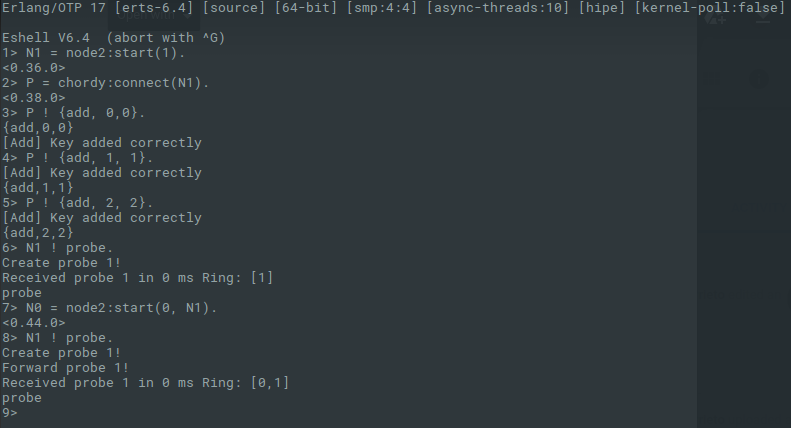 Erlang/OTP 17 [erts-6.4] [source] [64-bit] [smp:4:4] [async-threads:10] [hipe] [kernel-poll:false]
Eshell V6.4  (abort with ^G)
1> N1 = node2:start(1).
<0.36.0>
2> P = chordy:connect(N1).
<0.38.0>
3> P ! {add, 0,0}.
{add,0,0}
[Add] Key added correctly
4> P ! {add, 1, 1}.
[Add] Key added correctly
{add,1,1}
5> P ! {add, 2, 2}.
[Add] Key added correctly
{add,2,2}
6> N1 ! probe.
Create probe 1!
Received probe 1 in 0 ms Ring: [1]
probe
7> N0 = node2:start(0, N1).
<0.44.0>
8> N1 ! probe.
Create probe 1!
Forward probe 1!
Received probe 1 in 0 ms Ring: [0,1]
probe
9>